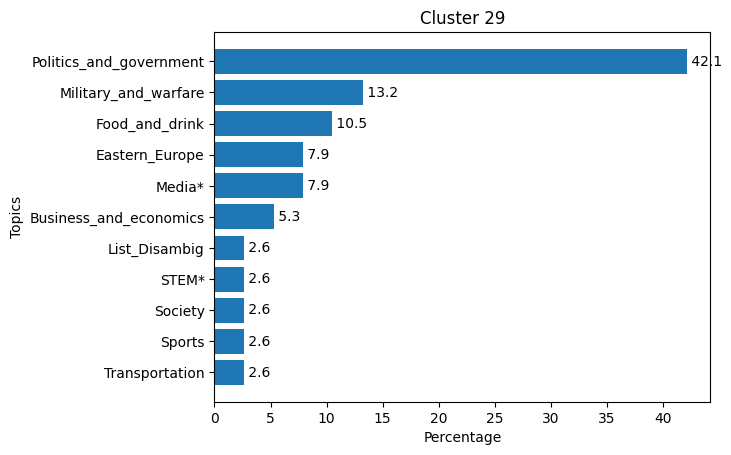 Cluster 29
Topics
Politics_and_government 42.1
Military_and_warfare 13.2
Food_and_drink 10.5
Eastern_Europe 7.9
Media* 7.9
Business_and_economics 5.3
List_Disambig 2.6
STEM* 2.6
Society 2.6
Sports 2.6
Transportation 2.6
0 5 10 15 20 25 30 35 40
Percentage